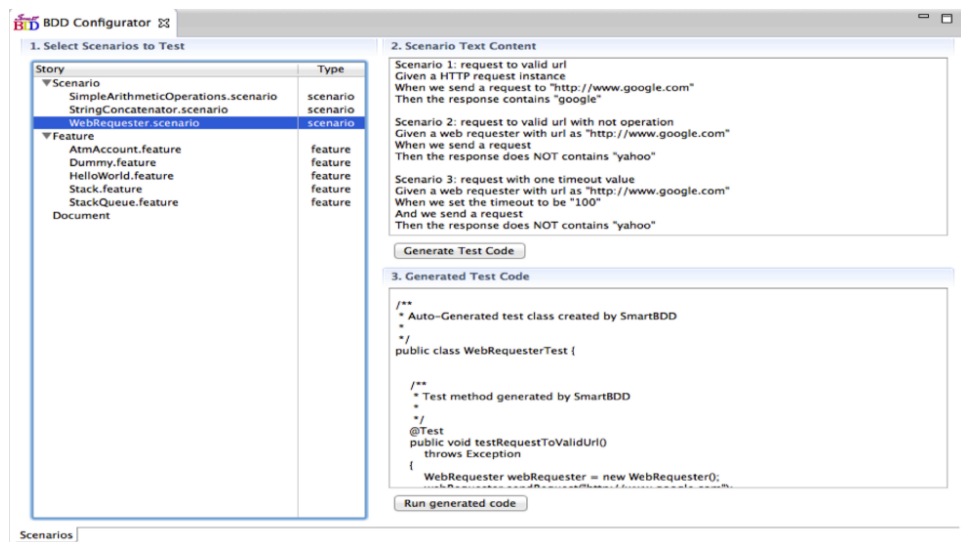 Smart
BDD
BDD Configurator
1. Select Scenarios to Test
Story Type
Scenario
SimpleArithmeticOperations.scenario scenario
StringConcatenator.scenario scenario
WebRequester.scenario scenario
Feature
AtmAccount.feature feature
Dummy.feature feature
HelloWorld.feature feature
Stack.feature feature
StackQueue.feature feature
Document
2. Scenario Text Content
Scenario 1: request to valid url
Given a HTTP request instance
When we send a request to "http://www.google.com"
Then the response contains "google"
Scenario 2: request to valid url with not operation
Given a web requester with url as "http://www.google.com"
When we send a request
Then the response does NOT contains "yahoo"
Scenario 3: request with one timeout value
Given a web requester with url as "http://www.google.com"
When we set the timeout to be "100"
And we send a request
Then the response does NOT contains "yahoo"
Generate Test Code
3. Generated Test Code
/**
* Auto-Generated test class created by SmartBDD
*
*/
public class WebRequesterTest {
/**
* Test method generated by SmartBDD
*
*/
@Test
public void testRequestToValidUrl()
throws Exception
{
WebRequester webRequester = new WebRequester();
webRequester.sendRequest("http://www.google.com");
Run generated code
Scenarios